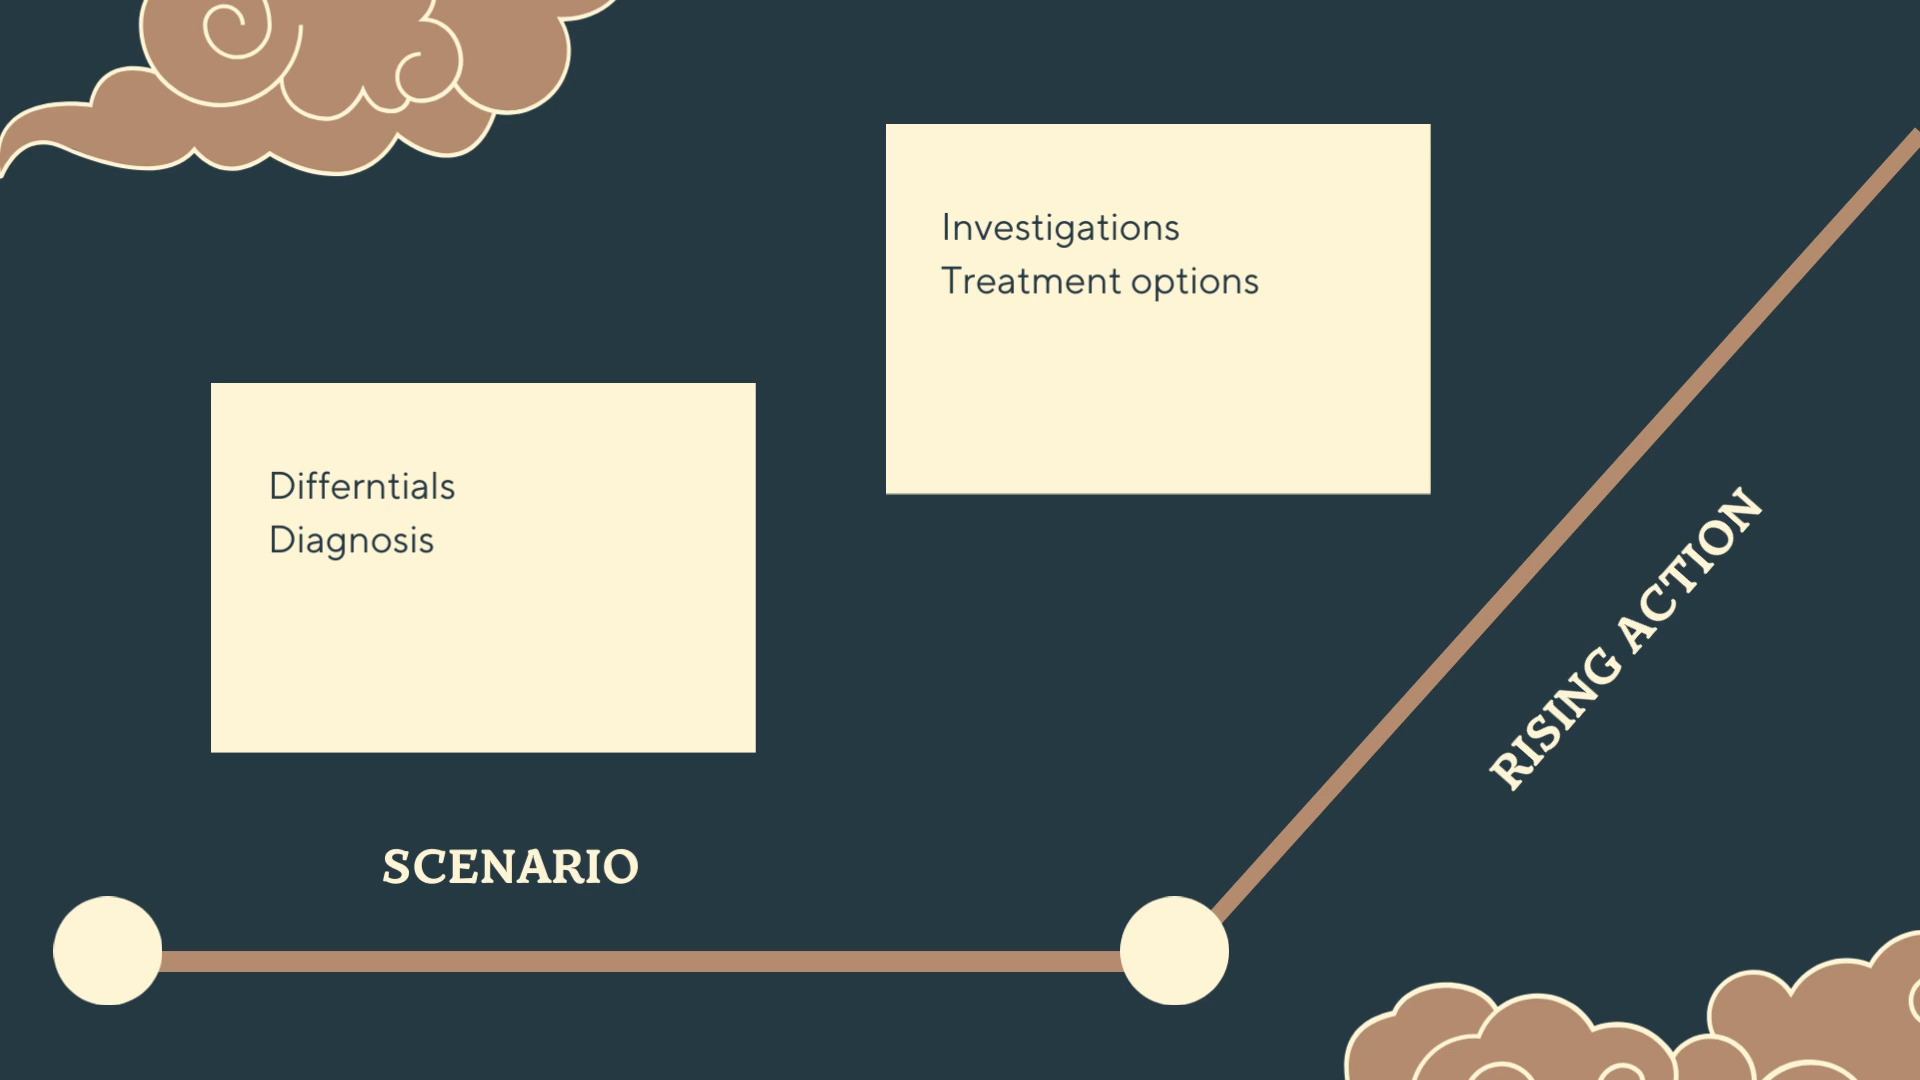 Investigations
Treatment options
Differntials
Diagnosis
SCENARIO
RISING ACTION